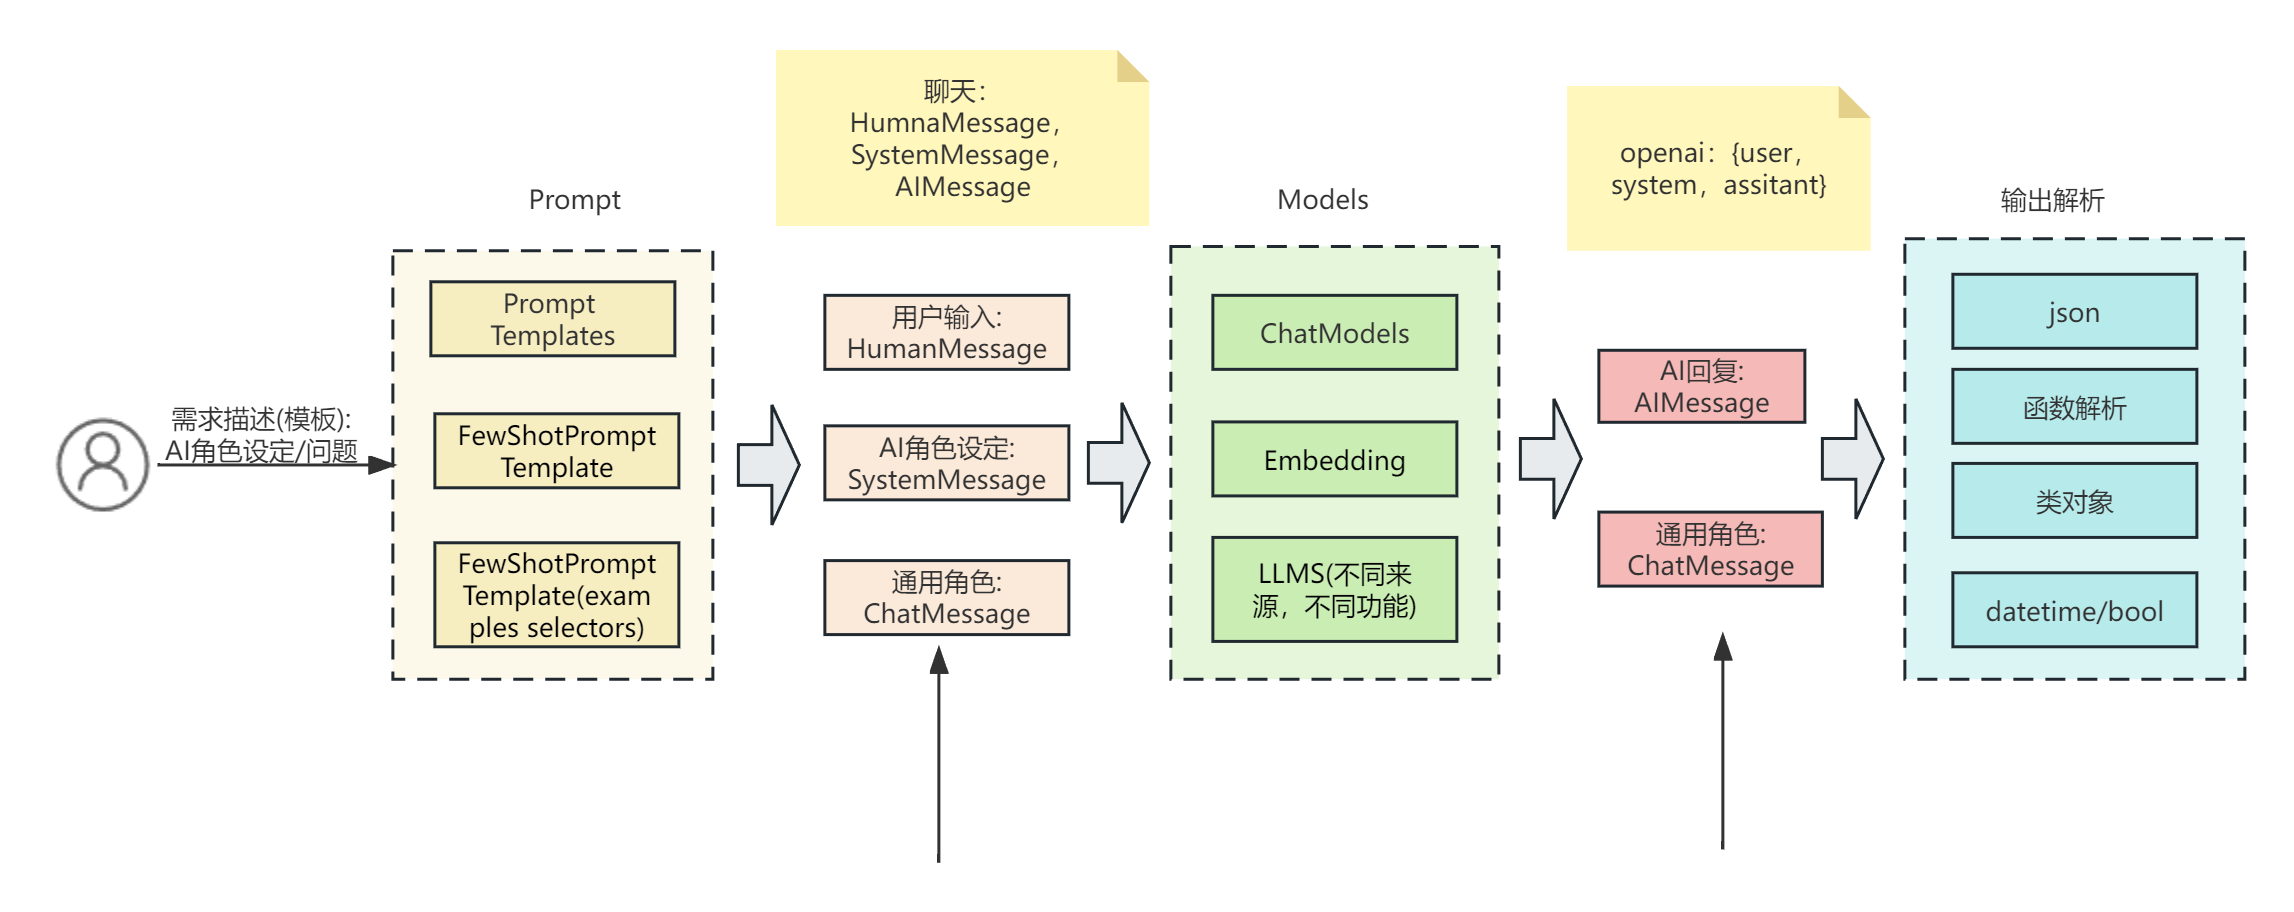 需求描述(模板):
AI角色设定/问题
Prompt
Prompt
Templates
FewShotPrompt
Template
FewShotPrompt
Template(exam
ples selectors)
聊天：
HumnaMessage，
SystemMessage，
AIMessage
用户输入:
HumanMessage
AI角色设定:
SystemMessage
通用角色:
ChatMessage
Models
ChatModels
Embedding
LLMS(不同来
源，不同功能)
openai：{user，
system，assitant}
AI回复:
AIMessage
通用角色:
ChatMessage
输出解析
json
函数解析
类对象
datetime/bool